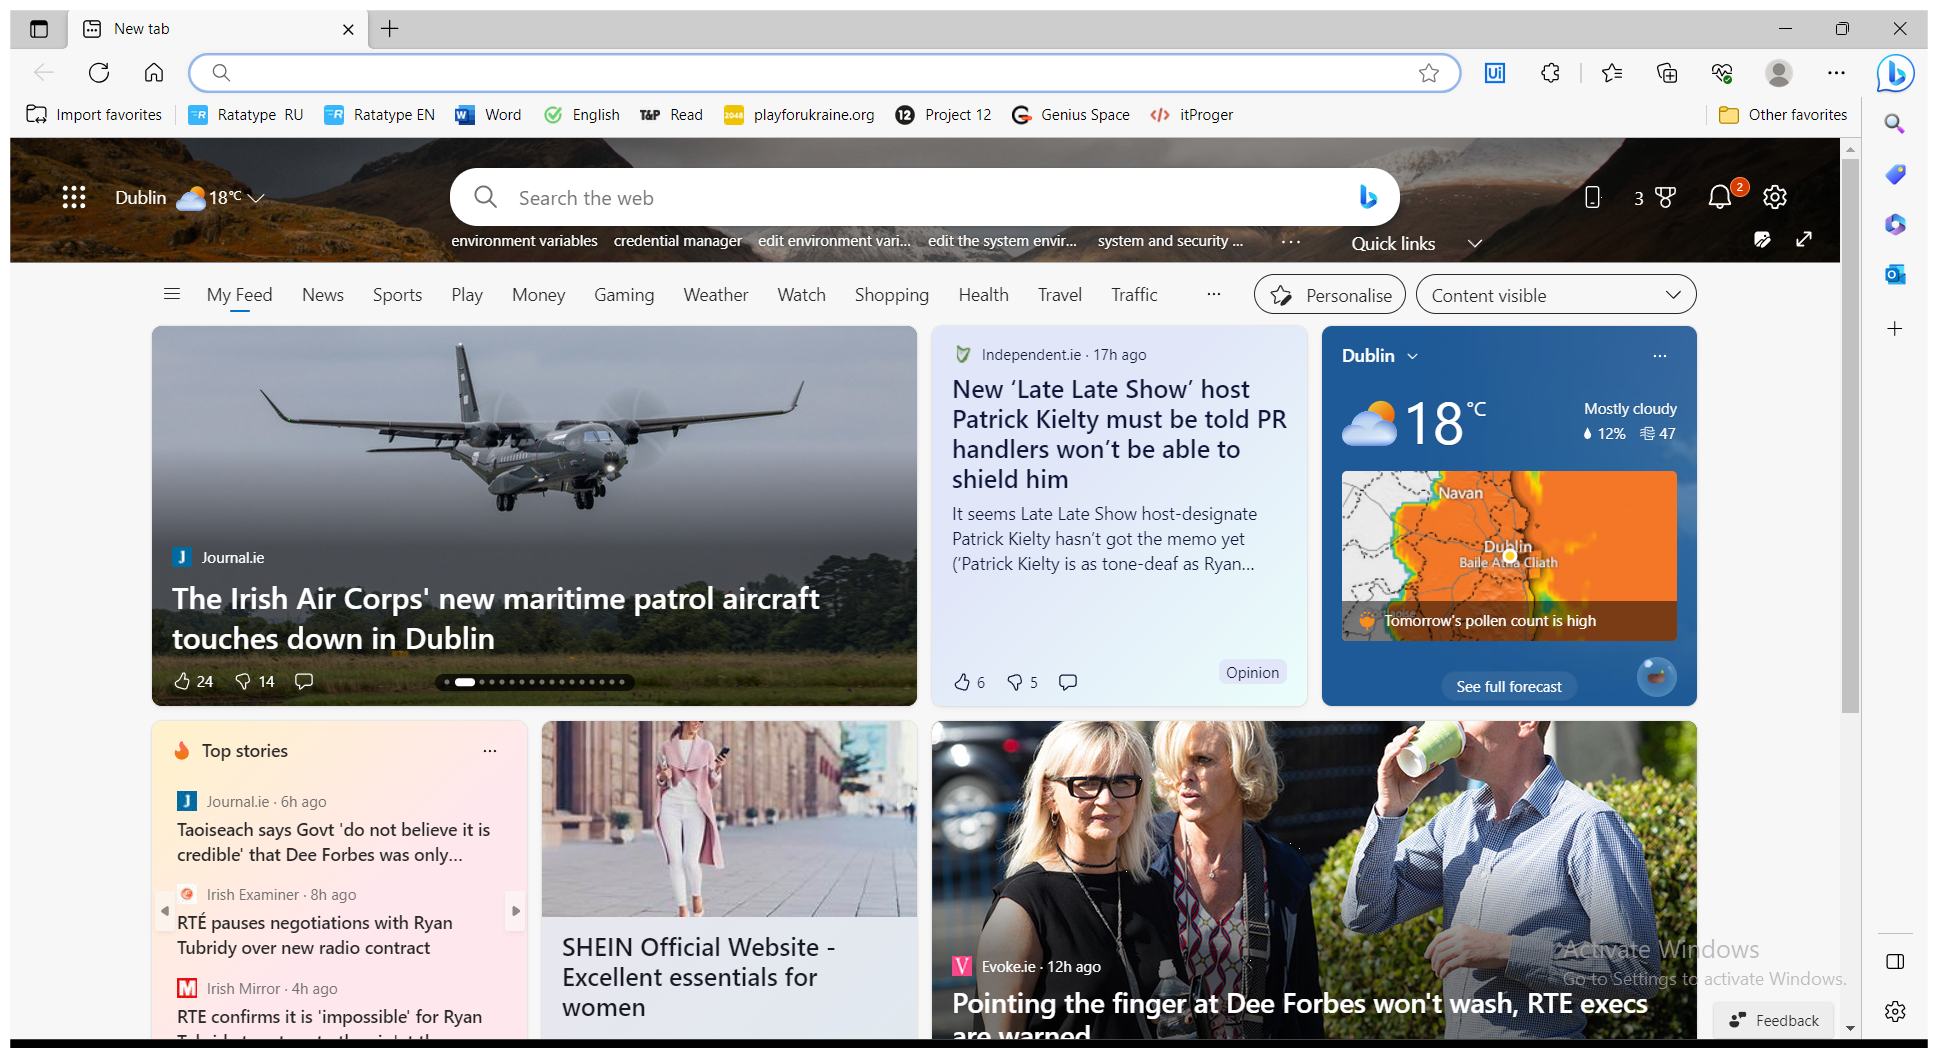 New tab
Import favorites
Ratatype RU
Ratatype EN
Word
English
T&P Read
2048 playforukraine.org
12 Project 12
Genius Space
itProger
Other favorites
Dublin 18°C
Search the web
3
2
environment variables
credential manager
edit environment vari...
edit the system envir...
system and security ...
Quick links
My Feed
News
Sports
Play
Money
Gaming
Weather
Watch
Shopping
Health
Travel
Traffic
Personalise
Content visible
J Journal.ie
The Irish Air Corps' new maritime patrol aircraft
touches down in Dublin
24 14
Independent.ie · 17h ago
New ‘Late Late Show’ host
Patrick Kielty must be told PR
handlers won’t be able to
shield him
It seems Late Late Show host-designate
Patrick Kielty hasn’t got the memo yet
(‘Patrick Kielty is as tone-deaf as Ryan...
Opinion
6 5
Dublin
18 °C
Mostly cloudy
12% 47
Navan
Dublin
Baile Átha Cliath
Tomorrow's pollen count is high
See full forecast
Top stories
J Journal.ie · 6h ago
Taoiseach says Govt 'do not believe it is
credible' that Dee Forbes was only...
Irish Examiner · 8h ago
RTÉ pauses negotiations with Ryan
Tubridy over new radio contract
M Irish Mirror · 4h ago
RTE confirms it is 'impossible' for Ryan
SHEIN Official Website -
Excellent essentials for
women
V Evoke.ie · 12h ago
Pointing the finger at Dee Forbes won't wash, RTE execs
are warned
Activate Windows
Go to Settings to activate Windows.
Feedback